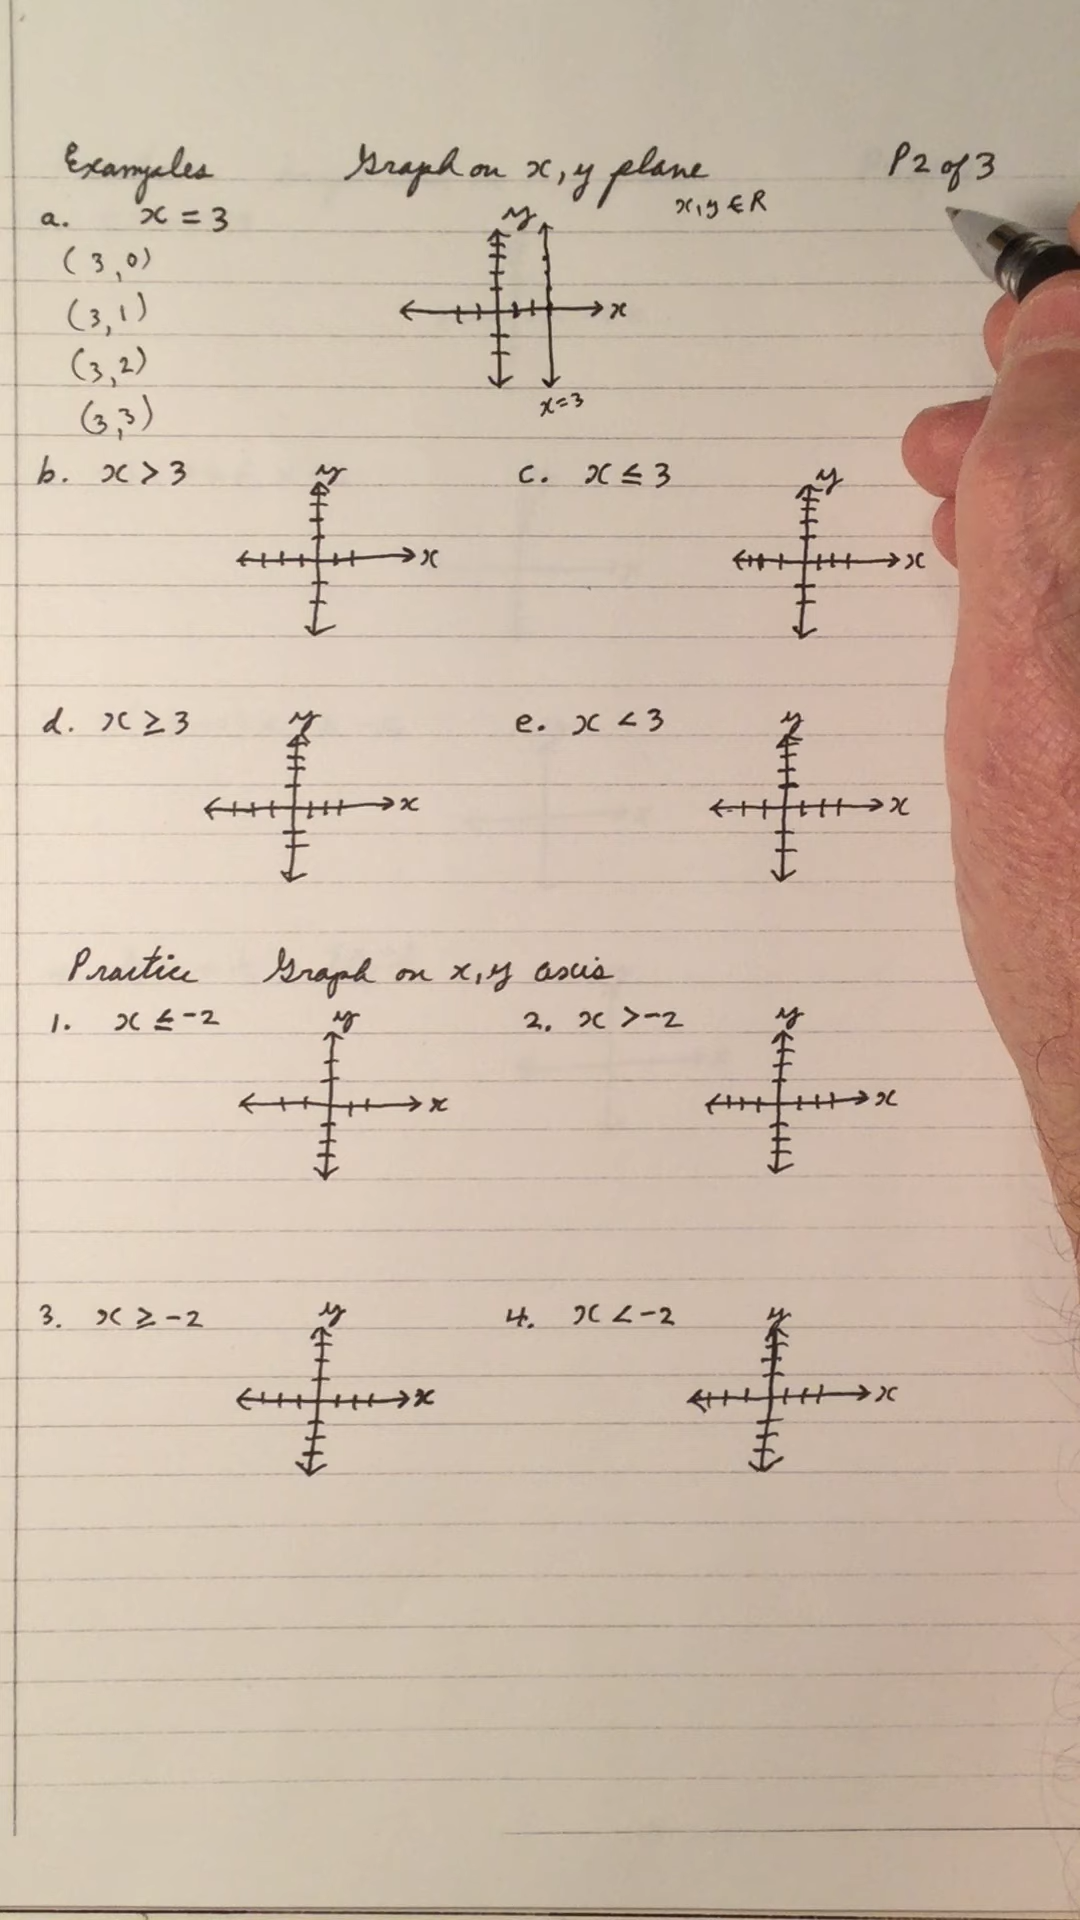 Examples Graph on x, y plane P2 of 3
x,y ∈ R
a. x = 3
y
(3,0)
(3,1)
x
(3,2)
(3,3)
x=3
b. x > 3
y
x
c. x ≤ 3
y
x
d. x ≥ 3
y
x
e. x < 3
y
x
Practice Graph on x, y axis
1. x ≤ -2
y
x
2. x > -2
y
x
3. x ≥ -2
y
x
4. x < -2
y
x